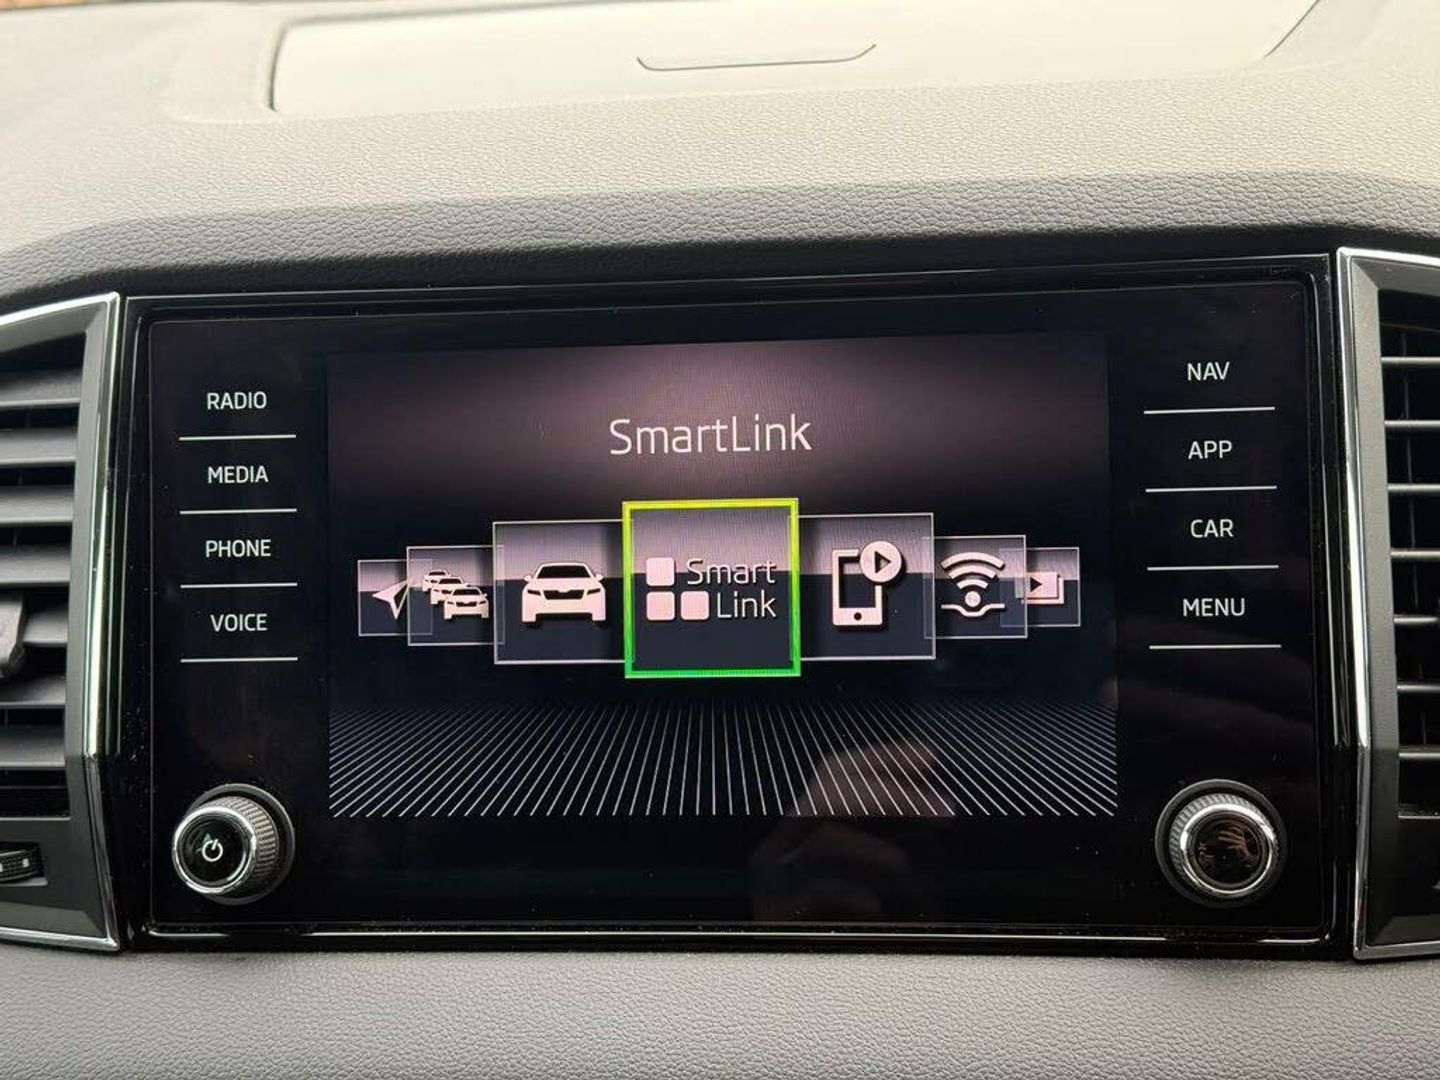 RADIO
MEDIA
PHONE
VOICE
SmartLink
Smart
Link
NAV
APP
CAR
MENU